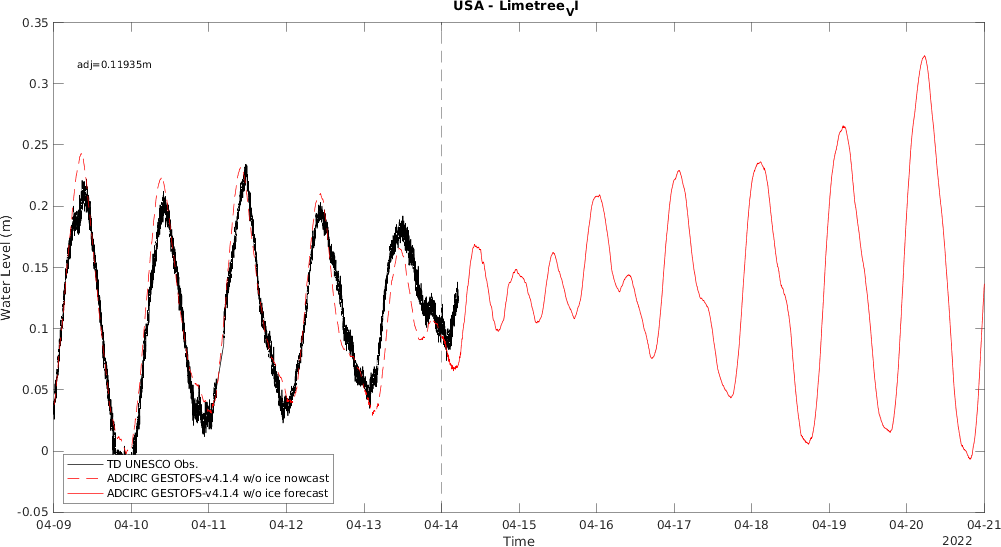 USA - LimetreeVI
0.35
adj=0.11935m
0.3
0.25
0.2
0.15
0.1
0.05
0
-0.05
Water Level (m)
TD UNESCO Obs.
ADCIRC GESTOFS-v4.1.4 w/o ice nowcast
ADCIRC GESTOFS-v4.1.4 w/o ice forecast
04-09 04-10 04-11 04-12 04-13 04-14 04-15 04-16 04-17 04-18 04-19 04-20 04-21
Time
2022